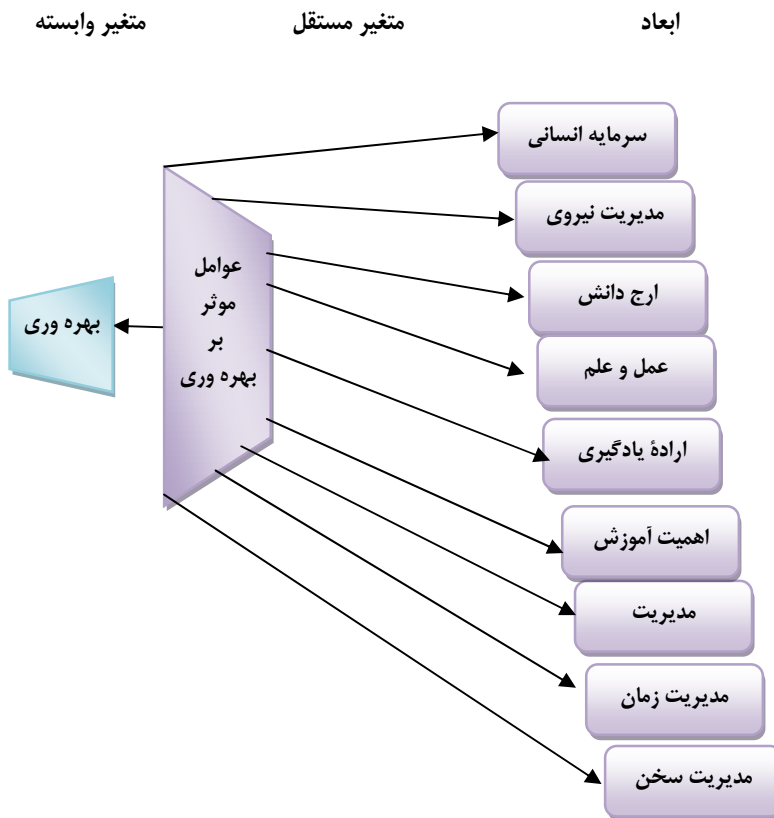 ابعاد
متغیر مستقل
متغیر وابسته
سرمایه انسانی
مدیریت نیروی
ارج دانش
عمل و علم
ارادۀ یادگیری
اهمیت آموزش
مدیریت
مدیریت زمان
مدیریت سخن
عوامل
موثر
بر
بهره وری
بهره وری